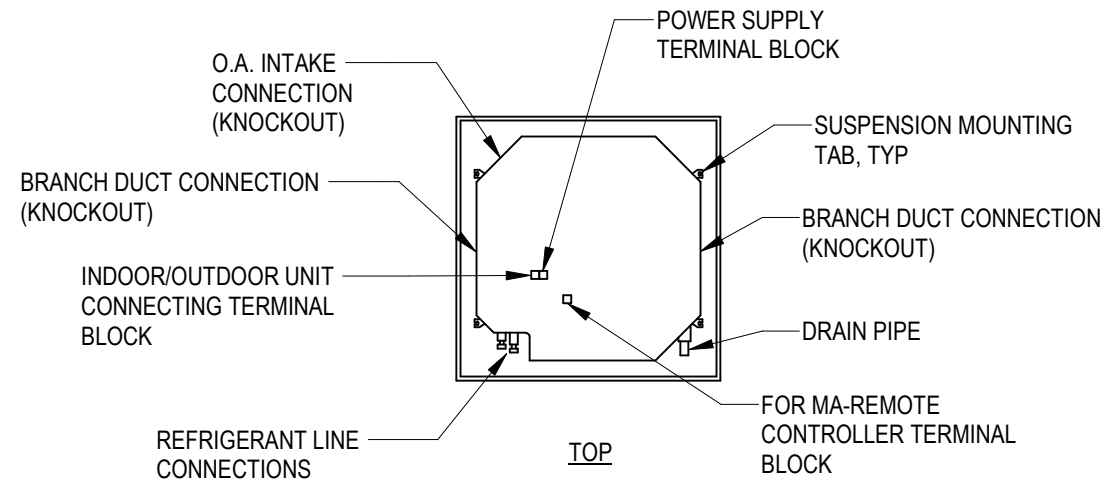 POWER SUPPLY
TERMINAL BLOCK
O.A. INTAKE
CONNECTION
(KNOCKOUT)
SUSPENSION MOUNTING
TAB, TYP
BRANCH DUCT CONNECTION
(KNOCKOUT)
BRANCH DUCT CONNECTION
(KNOCKOUT)
INDOOR/OUTDOOR UNIT
CONNECTING TERMINAL
BLOCK
DRAIN PIPE
FOR MA-REMOTE
CONTROLLER TERMINAL
BLOCK
REFRIGERANT LINE
CONNECTIONS
TOP